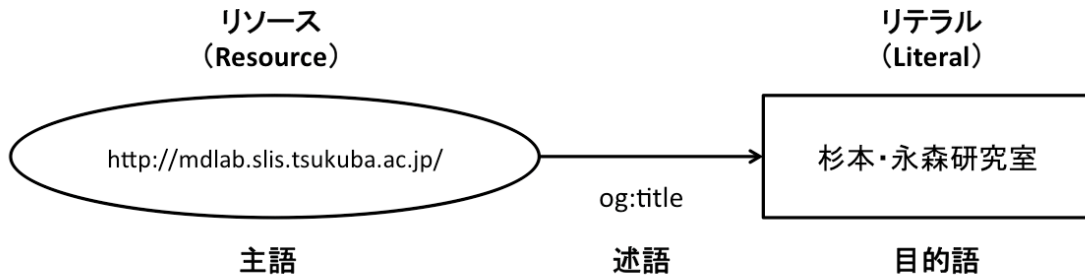 リソース
（Resource）
リテラル
（Literal）
http://mdlab.slis.tsukuba.ac.jp/
og:title
杉本・永森研究室
主語
述語
目的語